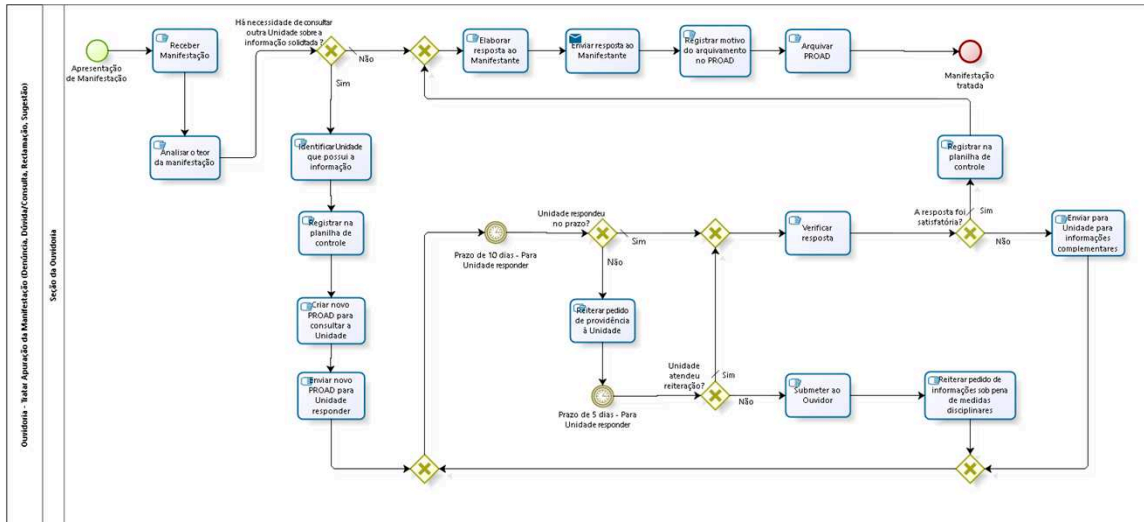 Ouvidoria - Tratar Apuração da Manifestação (Denúncia, Dúvida/Consulta, Reclamação, Sugestão)
Seção da Ouvidoria
Apresentação
de Manifestação
Receber
Manifestação
Analisar o teor
da manifestação
Há necessidade de consultar
outra Unidade sobre a
informação solicitada ?
Não
Sim
Elaborar
resposta ao
Manifestante
Enviar resposta ao
Manifestante
Registrar motivo
do arquivamento
no PROAD
Arquivar
PROAD
Manifestação
tratada
Identificar Unidade
que possui a
informação
Registrar na
planilha de
controle
Criar novo
PROAD para
consultar a
Unidade
Enviar novo
PROAD para
Unidade
responder
Prazo de 10 dias - Para
Unidade responder
Unidade respondeu
no prazo?
Sim
Não
Verificar
resposta
A resposta foi
satisfatória?
Sim
Não
Registrar na
planilha de
controle
Enviar para
Unidade para
informações
complementares
Reiterar pedido
de providência
à Unidade
Prazo de 5 dias - Para
Unidade responder
Unidade
atendeu
reiteração?
Sim
Não
Submeter ao
Ouvidor
Reiterar pedido de
informações sob pena
de medidas
disciplinares